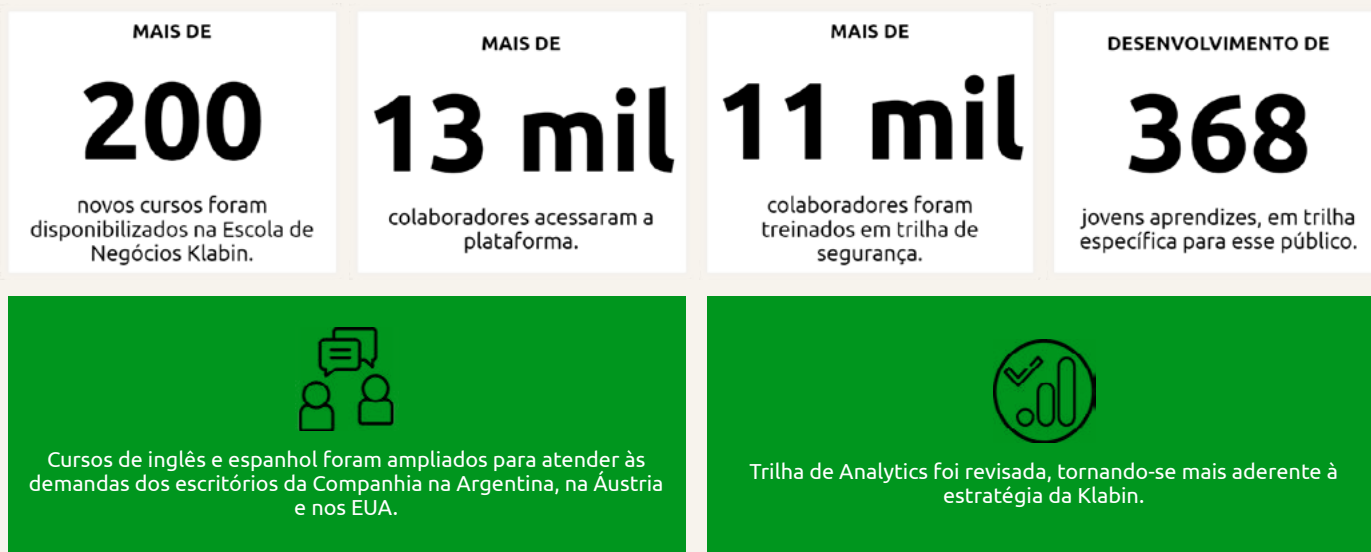 MAIS DE
200
novos cursos foram
disponibilizados na Escola de
Negócios Klabin.
MAIS DE
13 mil
colaboradores acessaram a
plataforma.
MAIS DE
11 mil
colaboradores foram
treinados em trilha de
segurança.
DESENVOLVIMENTO DE
368
jovens aprendizes, em trilha
específica para esse público.
Cursos de inglês e espanhol foram ampliados para atender às
demandas dos escritórios da Companhia na Argentina, na Áustria
e nos EUA.
Trilha de Analytics foi revisada, tornando-se mais aderente à
estratégia da Klabin.